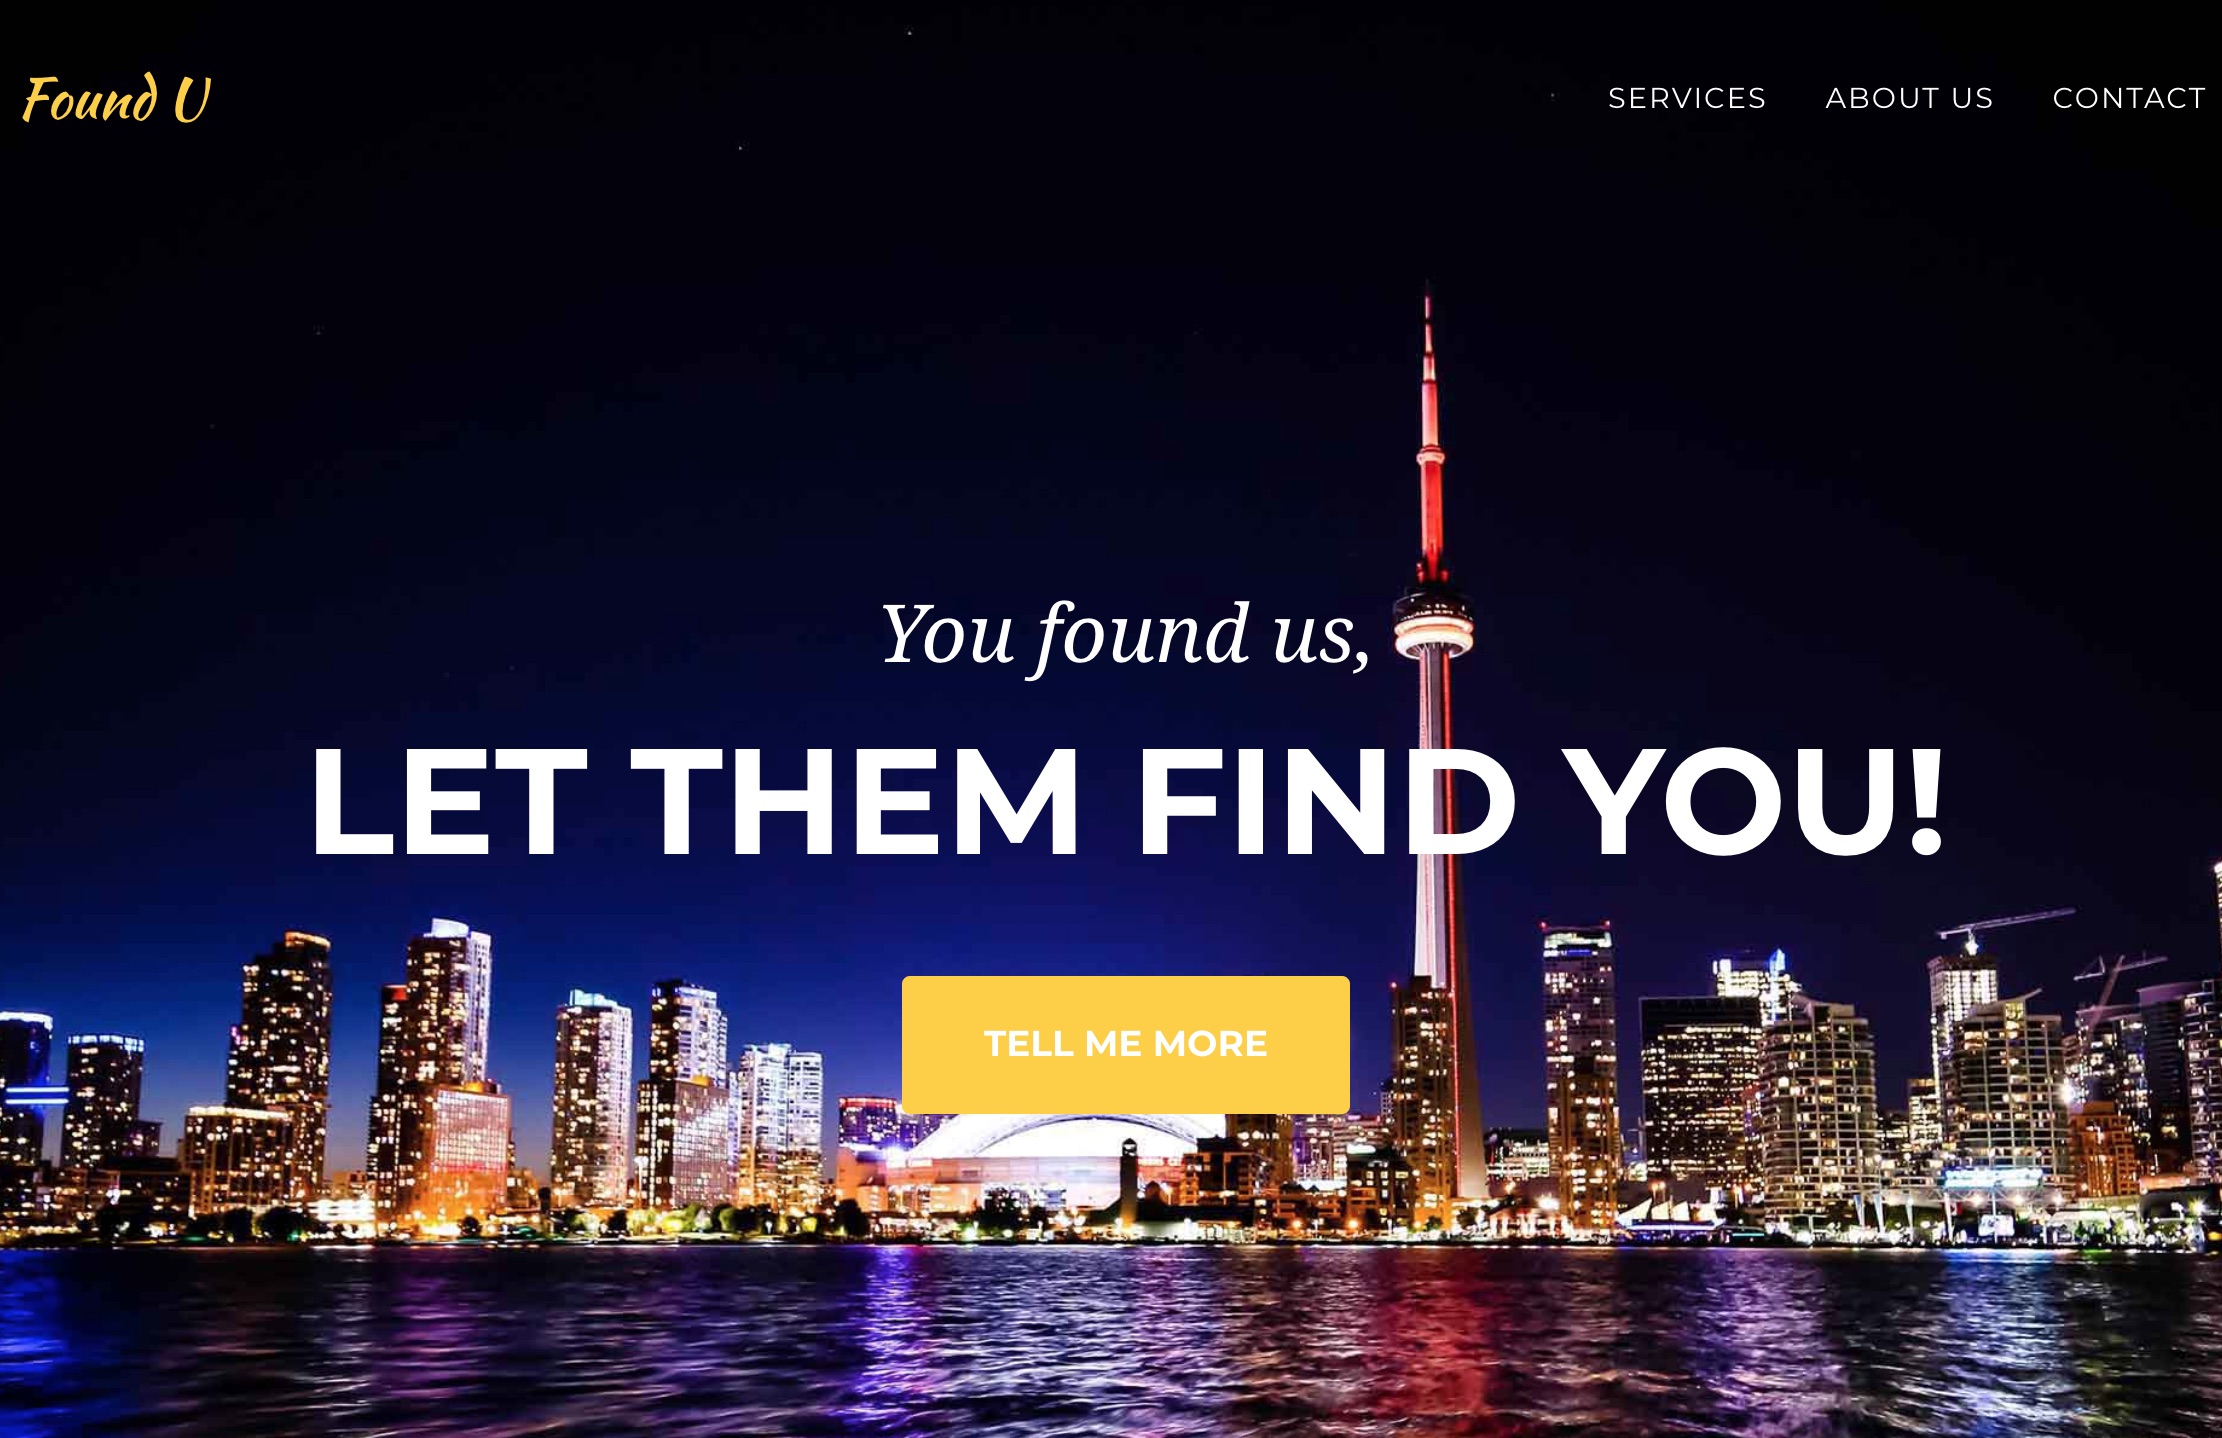 Found U
SERVICES ABOUT US CONTACT
You found us,
LET THEM FIND YOU!
TELL ME MORE